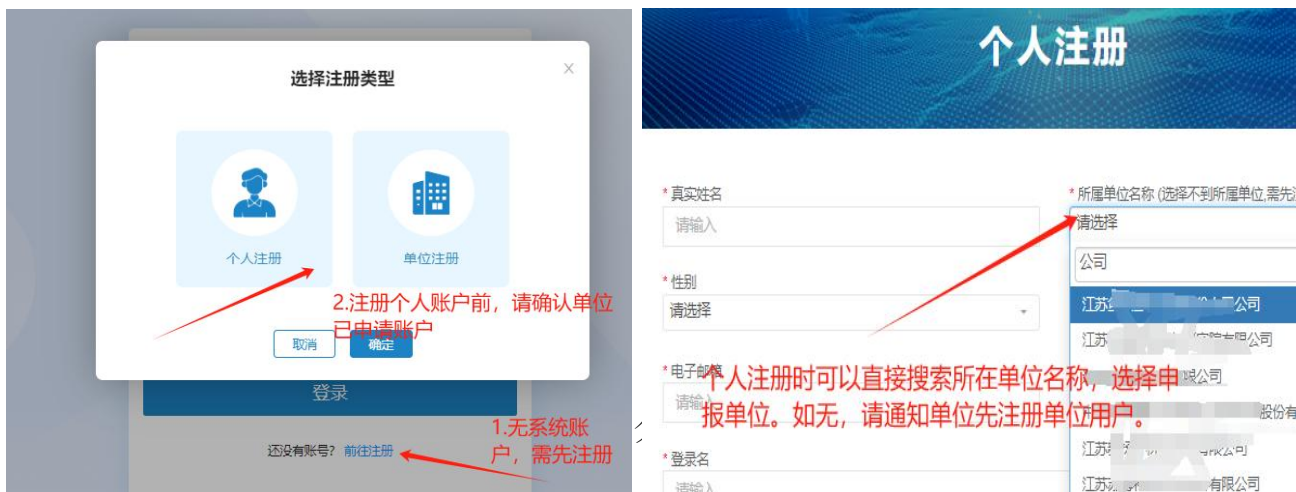 选择注册类型
个人注册
单位注册
2.注册个人账户前，请确认单位
已申请账户
取消
确定
登录
还没有账号？ 前往注册
1.无系统账
户，需先注册
个人注册
*真实姓名
请输入
*所属单位名称 (选择不到所属单位,需先
请选择
公司
*性别
请选择
江苏
公司
江苏
有限公司
限公司
*电子邮箱
请输入
个人注册时可以直接搜索所在单位名称，选择申
报单位。如无，请通知单位先注册单位用户。
股份有
*登录名
请输入
江苏
有限公司
江苏
有限公司